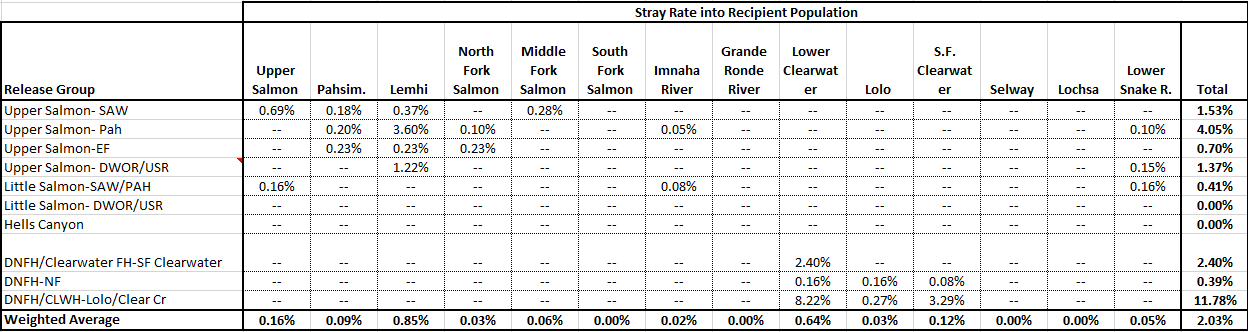 Stray Rate into Recipient Population
Release Group Upper Salmon Pahsim. Lemhi North Fork Salmon Middle Fork Salmon South Fork Salmon Imnaha River Grande Ronde River Lower Clearwat er Lolo S.F. Clearwat er Selway Lochsa Lower Snake R. Total
Upper Salmon- SAW 0.69% 0.18% 0.37% -- 0.28% -- -- -- -- -- -- -- -- -- 1.53%
Upper Salmon- Pah -- 0.20% 3.60% 0.10% -- -- 0.05% -- -- -- -- -- -- 0.10% 4.05%
Upper Salmon-EF -- 0.23% 0.23% 0.23% -- -- -- -- -- -- -- -- -- -- 0.70%
Upper Salmon- DWOR/USR -- -- 1.22% -- -- -- -- -- -- -- -- -- -- 0.15% 1.37%
Little Salmon-SAW/PAH 0.16% -- -- -- -- -- 0.08% -- -- -- -- -- -- 0.16% 0.41%
Little Salmon- DWOR/USR -- -- -- -- -- -- -- -- -- -- -- -- -- -- 0.00%
Hells Canyon -- -- -- -- -- -- -- -- -- -- -- -- -- -- 0.00%
DNFH/Clearwater FH-SF Clearwater -- -- -- -- -- -- -- -- 2.40% -- -- -- -- -- 2.40%
DNFH-NF -- -- -- -- -- -- -- -- 0.16% 0.16% 0.08% -- -- -- 0.39%
DNFH/CLWH-Lolo/Clear Cr -- -- -- -- -- -- -- -- 8.22% 0.27% 3.29% -- -- -- 11.78%
Weighted Average 0.16% 0.09% 0.85% 0.03% 0.06% 0.00% 0.02% 0.00% 0.64% 0.03% 0.12% 0.00% 0.00% 0.05% 2.03%